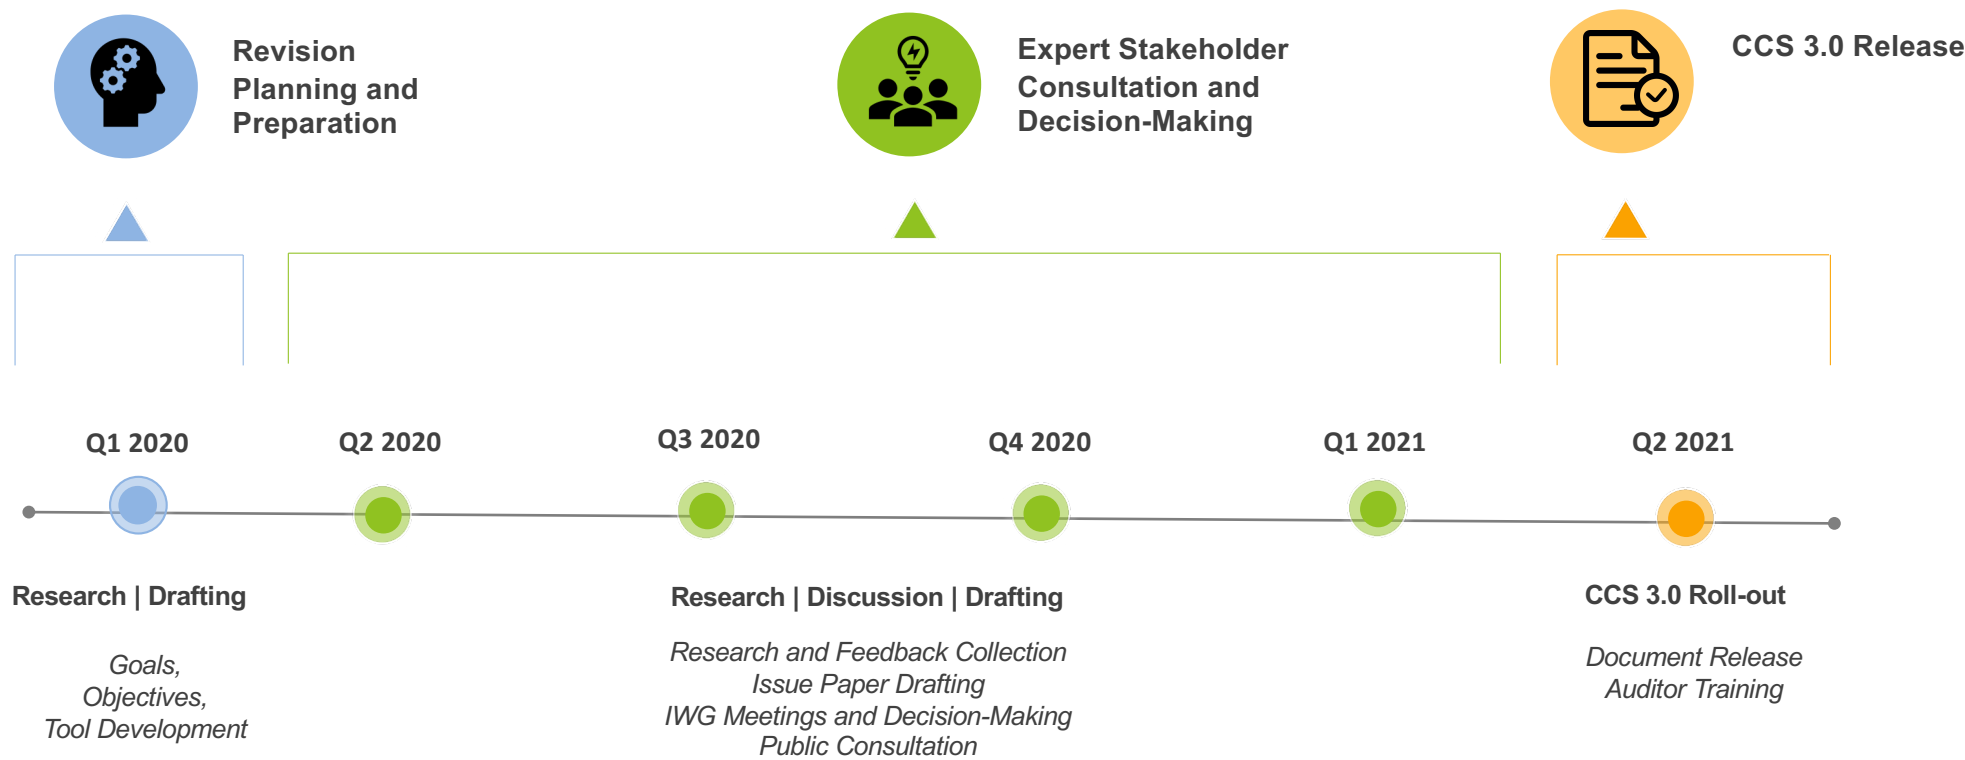 Revision
Planning and
Preparation
Expert Stakeholder
Consultation and
Decision-Making
CCS 3.0 Release
Q1 2020
Q2 2020
Q3 2020
Q4 2020
Q1 2021
Q2 2021
Research | Drafting
Goals,
Objectives,
Tool Development
Research | Discussion | Drafting
Research and Feedback Collection
Issue Paper Drafting
IWG Meetings and Decision-Making
Public Consultation
CCS 3.0 Roll-out
Document Release
Auditor Training